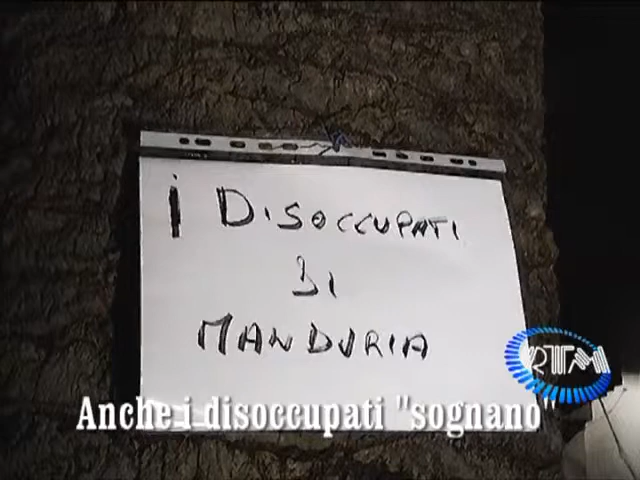 i DISOCCUPATI
DI
MANDURIA
RTM
Anche i disoccupati "sognano"